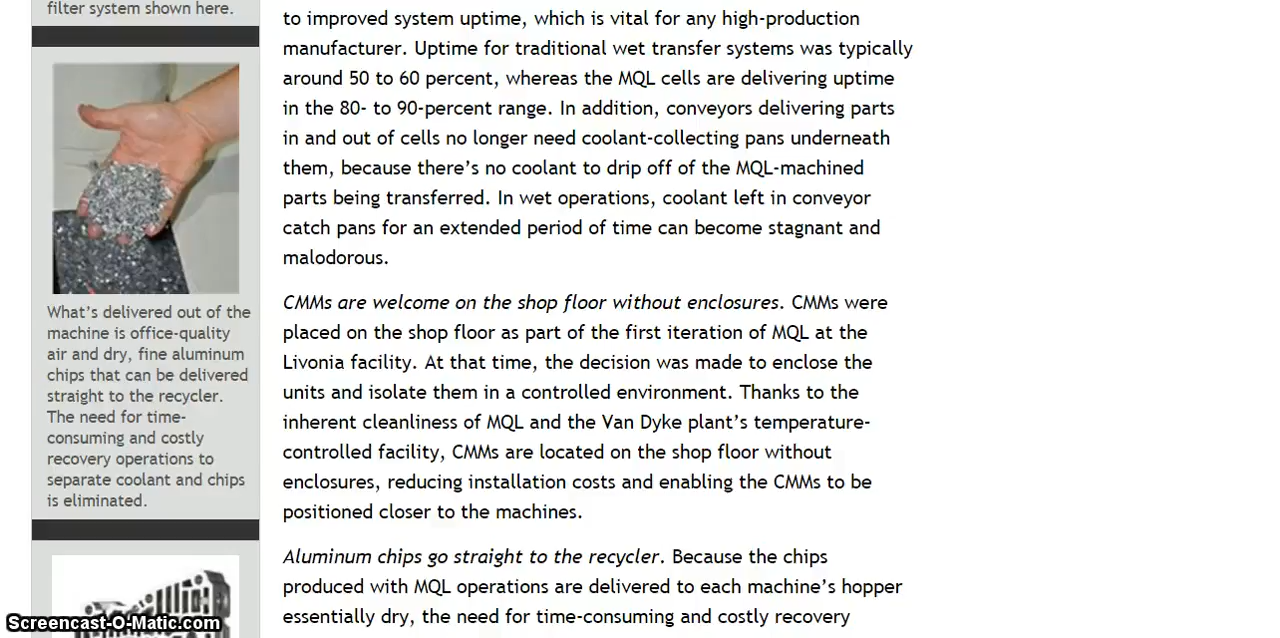 filter system shown here.
What's delivered out of the
machine is office-quality
air and dry, fine aluminum
chips that can be delivered
straight to the recycler.
The need for time-
consuming and costly
recovery operations to
separate coolant and chips
is eliminated.
to improved system uptime, which is vital for any high-production
manufacturer. Uptime for traditional wet transfer systems was typically
around 50 to 60 percent, whereas the MQL cells are delivering uptime
in the 80- to 90-percent range. In addition, conveyors delivering parts
in and out of cells no longer need coolant-collecting pans underneath
them, because there's no coolant to drip off of the MQL-machined
parts being transferred. In wet operations, coolant left in conveyor
catch pans for an extended period of time can become stagnant and
malodorous.
CMMs are welcome on the shop floor without enclosures. CMMs were
placed on the shop floor as part of the first iteration of MQL at the
Livonia facility. At that time, the decision was made to enclose the
units and isolate them in a controlled environment. Thanks to the
inherent cleanliness of MQL and the Van Dyke plant's temperature-
controlled facility, CMMs are located on the shop floor without
enclosures, reducing installation costs and enabling the CMMs to be
positioned closer to the machines.
Aluminum chips go straight to the recycler. Because the chips
produced with MQL operations are delivered to each machine's hopper
essentially dry, the need for time-consuming and costly recovery
Screencast-O-Matic.com